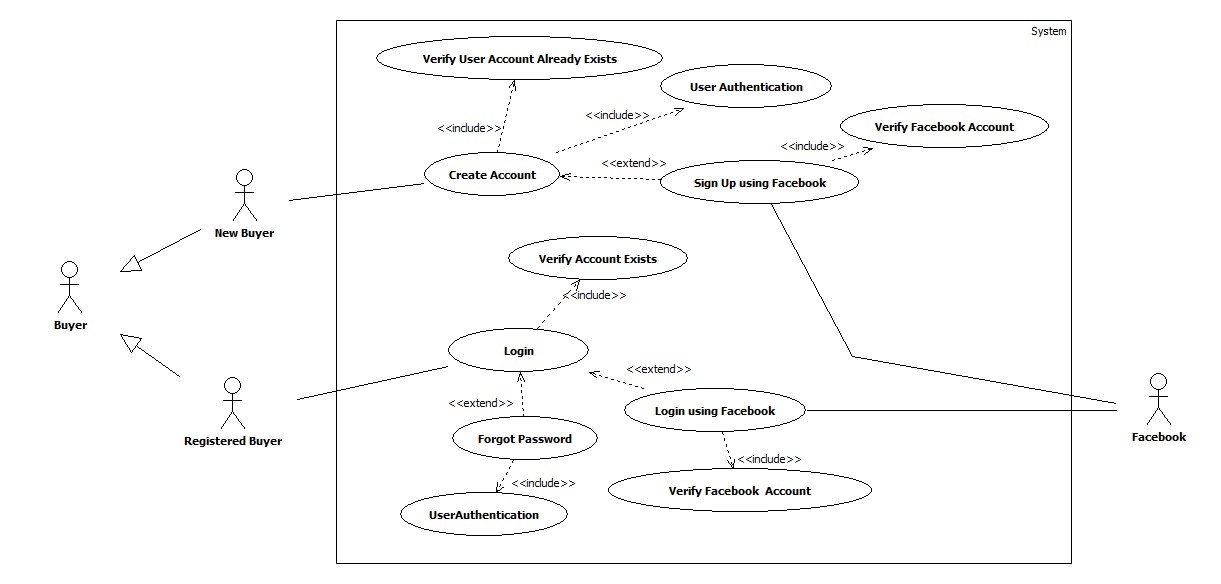 System
Verify User Account Already Exists
User Authentication
<<include>>
<<include>>
Verify Facebook Account
<<include>>
<<extend>>
Create Account
Sign Up using Facebook
New Buyer
Verify Account Exists
<<include>>
Buyer
Login
<<extend>>
<<extend>>
Login using Facebook
Registered Buyer
Forgot Password
Facebook
<<include>>
<<include>>
Verify Facebook  Account
UserAuthentication